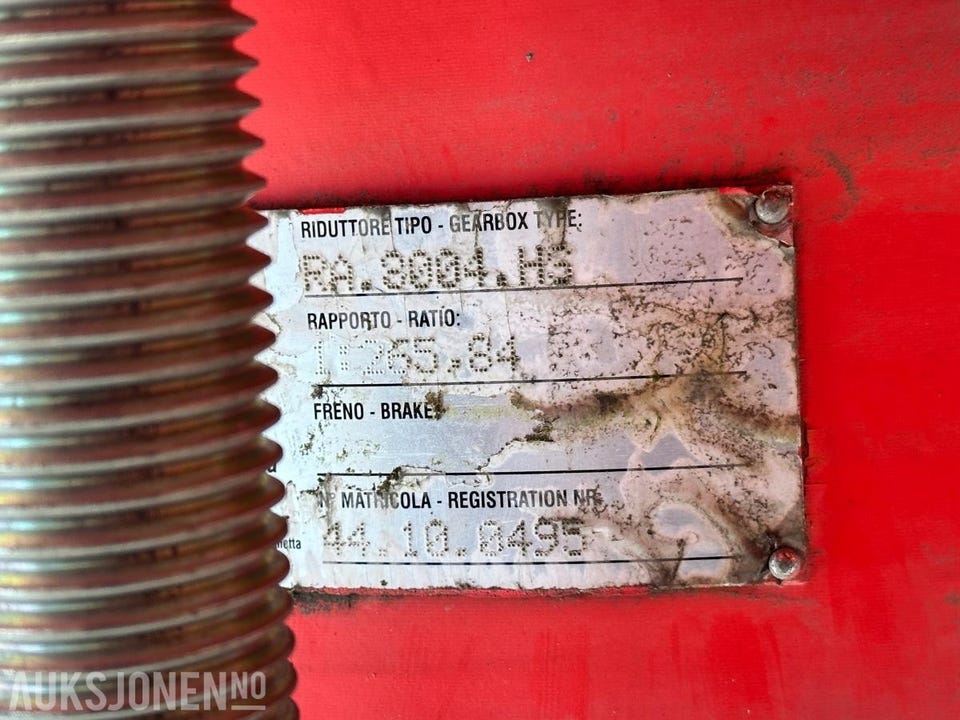 RIDUTTORE TIPO - GEARBOX TYPE:
RA.3004.HS
RAPPORTO - RATIO:
1:265,84
FRENO - BRAKE:
N° MATRICOLA - REGISTRATION NR.
44.10.0495
AUKSJONEN NO